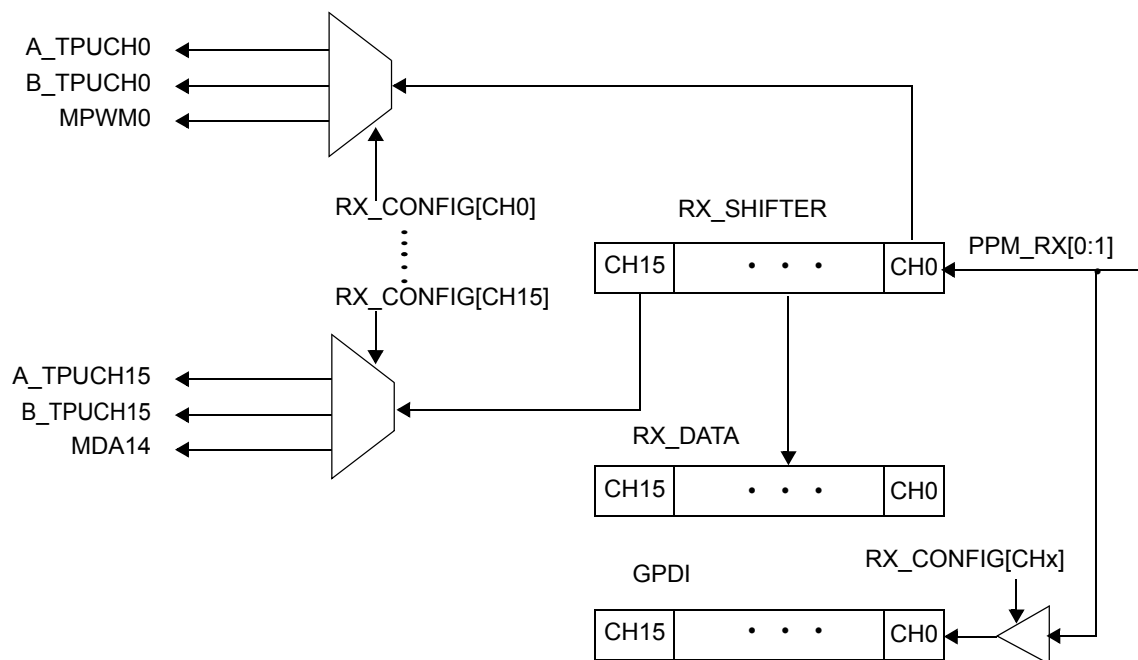 A_TPUCH0
B_TPUCH0
MPWM0
RX_CONFIG[CH0]
RX_SHIFTER
PPM_RX[0:1]
CH15 • • • CH0
RX_CONFIG[CH15]
A_TPUCH15
B_TPUCH15
MDA14
RX_DATA
CH15 • • • CH0
RX_CONFIG[CHx]
GPDI
CH15 • • • CH0